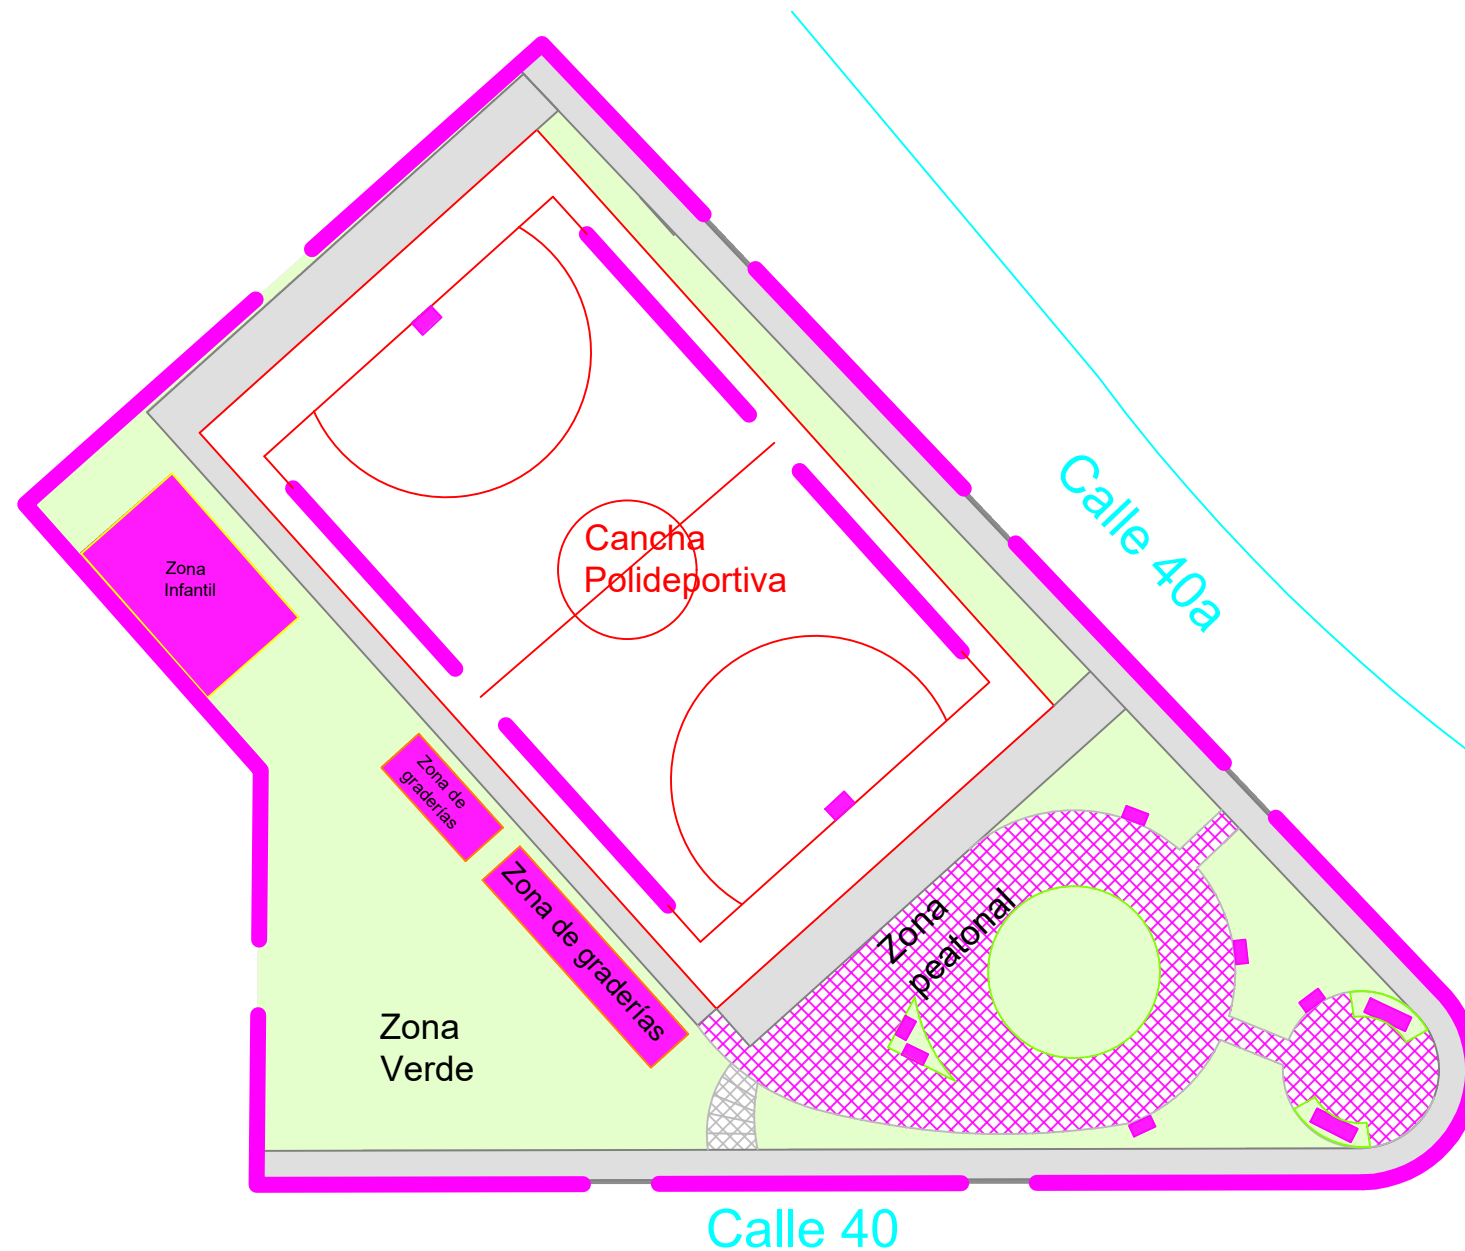 Calle 40a
Cancha
Polideportiva
Zona
Infantil
Zona de
graderías
Zona de graderías
Zona
peatonal
Zona
Verde
Calle 40